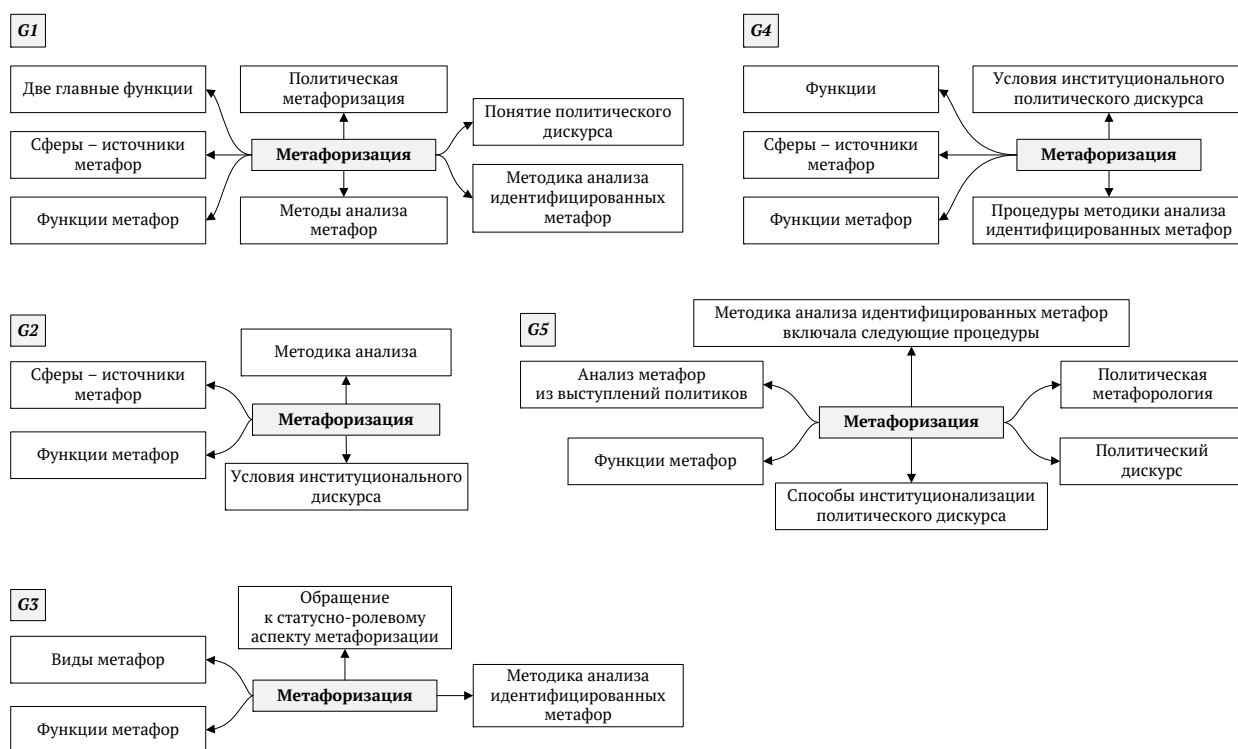 G1
Две главные функции
Сферы – источники
метафор
Функции метафор
Политическая
метафоризация
Метафоризация
Методы анализа
метафор
Понятие политического
дискурса
Методика анализа
идентифицированных
метафор
G4
Функции
Сферы – источники
метафор
Функции метафор
Условия институционального
политического дискурса
Метафоризация
Процедуры методики анализа
идентифицированных метафор
G2
Сферы – источники
метафор
Функции метафор
Методика анализа
Метафоризация
Условия институционального
дискурса
G5
Методика анализа идентифицированных метафор
включала следующие процедуры
Анализ метафор
из выступлений политиков
Функции метафор
Метафоризация
Способы институционализации
политического дискурса
Политическая
метафорология
Политический
дискурс
G3
Виды метафор
Функции метафор
Обращение
к статусно-ролевому
аспекту метафоризации
Метафоризация
Методика анализа
идентифицированных
метафор